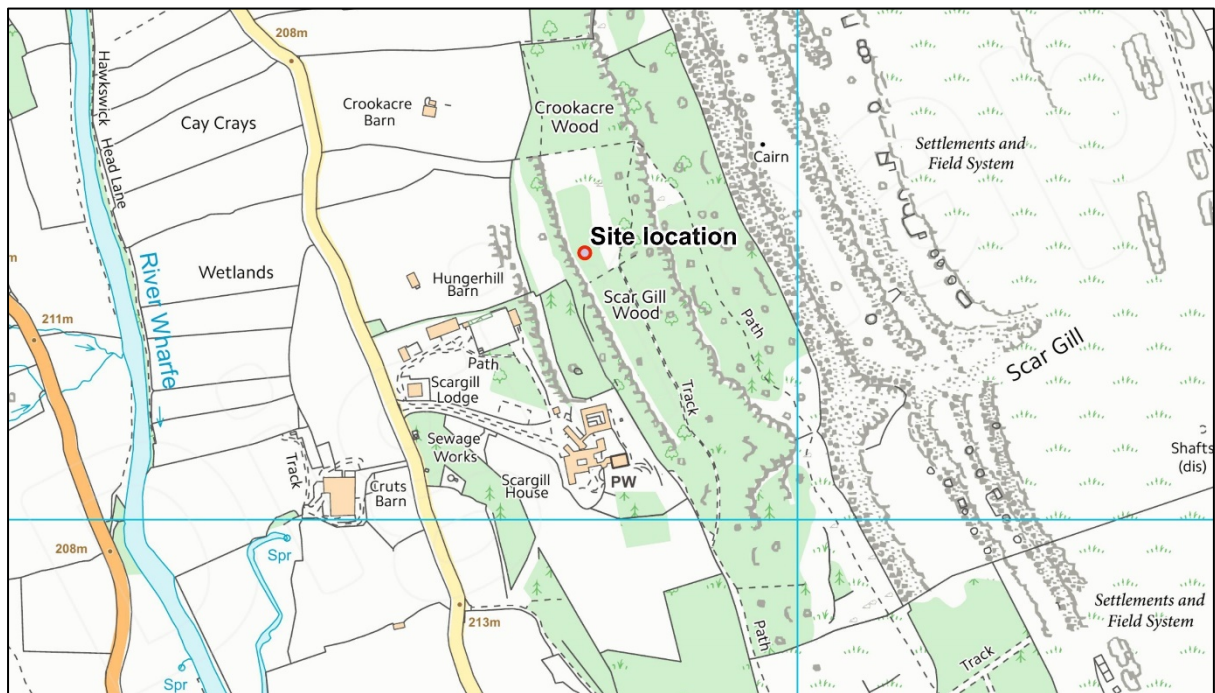 208m
Hawkswick Head Lane
Cay Crays
Crookacre
Barn
Crookacre
Wood
Cairn
Settlements and
Field System
Site location
River Wharfe
Wetlands
Hungerhill
Barn
Scar Gill
Wood
211m
Path
Path
Scar Gill
Scargill
Lodge
Track
Sewage
Works
Track
Cruts
Barn
Scargill
House
PW
Shafts
(dis)
208m
Spr
213m
Settlements and
Field System
Path
Track
Spr